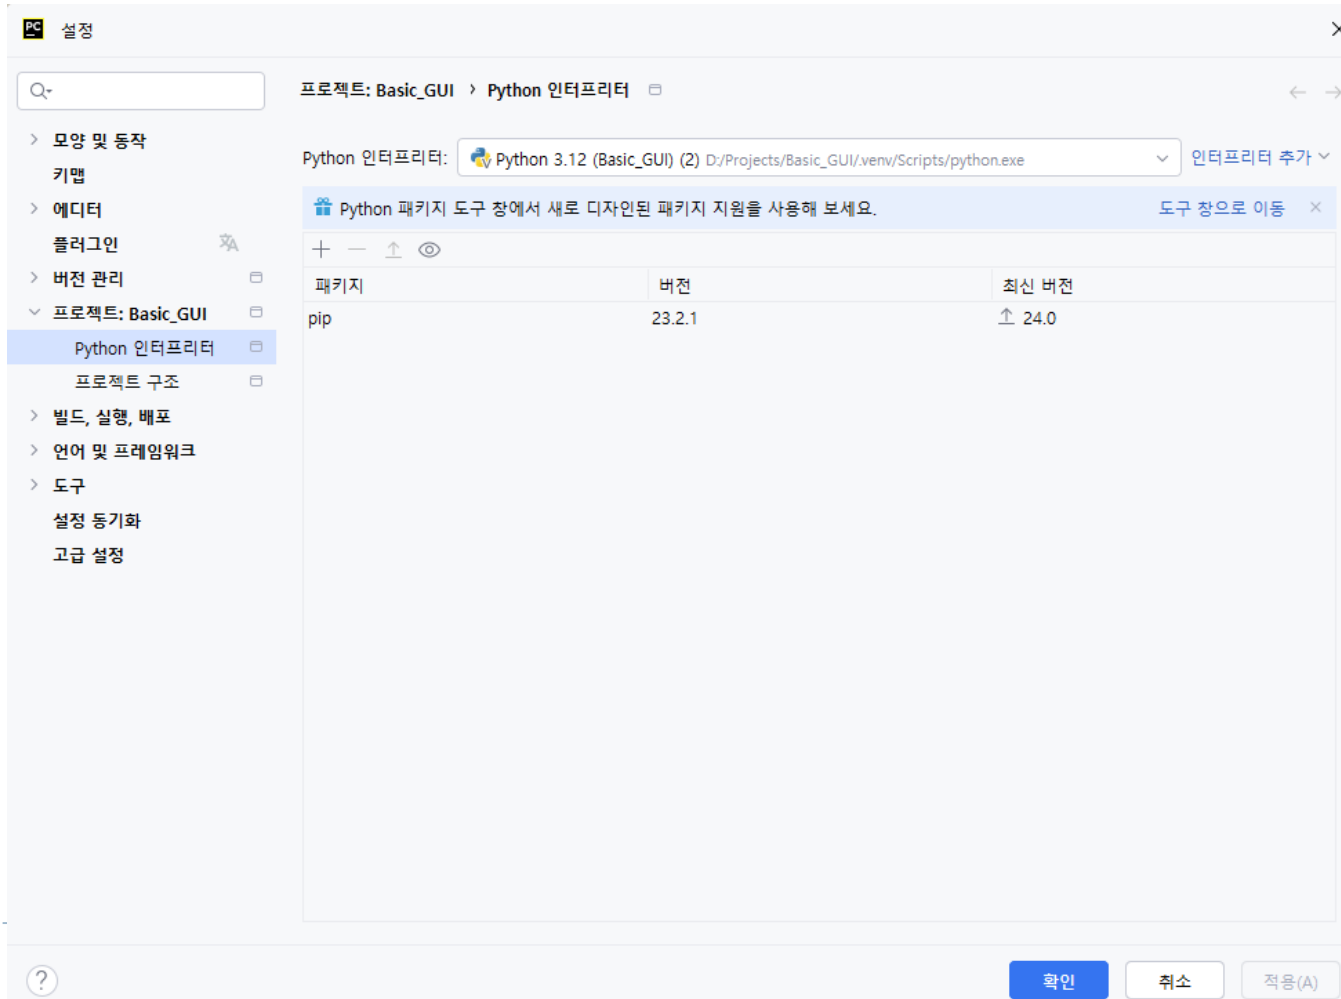 PC 설정
프로젝트: Basic_GUI › Python 인터프리터
모양 및 동작
키맵
에디터
플러그인
버전 관리
프로젝트: Basic_GUI
Python 인터프리터
프로젝트 구조
빌드, 실행, 배포
언어 및 프레임워크
도구
설정 동기화
고급 설정
Python 인터프리터: Python 3.12 (Basic_GUI) (2) D:/Projects/Basic_GUI/.venv/Scripts/python.exe 인터프리터 추가
Python 패키지 도구 창에서 새로 디자인된 패키지 지원을 사용해 보세요. 도구 창으로 이동
패키지 버전 최신 버전
pip 23.2.1 24.0
? 확인 취소 적용(A)